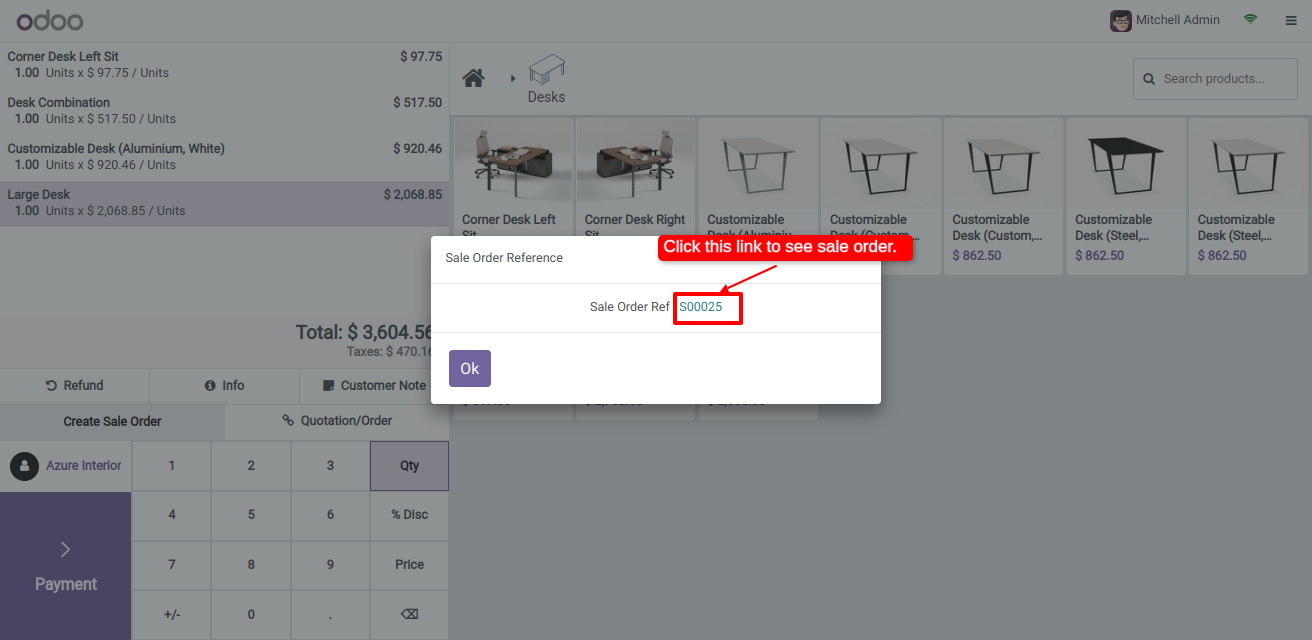 odoo
Mitchell Admin
Corner Desk Left Sit $ 97.75
1.00 Units x $ 97.75 / Units
Desk Combination $ 517.50
1.00 Units x $ 517.50 / Units
Customizable Desk (Aluminium, White) $ 920.46
1.00 Units x $ 920.46 / Units
Large Desk $ 2,068.85
1.00 Units x $ 2,068.85 / Units
Total: $ 3,604.56
Taxes: $ 470.16
Refund
Info
Customer Note
Create Sale Order
Quotation/Order
Azure Interior
1 2 3 Qty
4 5 6 % Disc
7 8 9 Price
+/- 0 .
Payment
Desks
Search products...
Corner Desk Left
Sit
Corner Desk Right
Sit
Customizable
Desk (Aluminiu...
Customizable
Desk (Custom,...
Customizable
Desk (Custom,...
$ 862.50
Customizable
Desk (Steel,...
$ 862.50
Customizable
Desk (Steel,...
$ 862.50
Click this link to see sale order.
Sale Order Reference
Sale Order Ref S00025
Ok